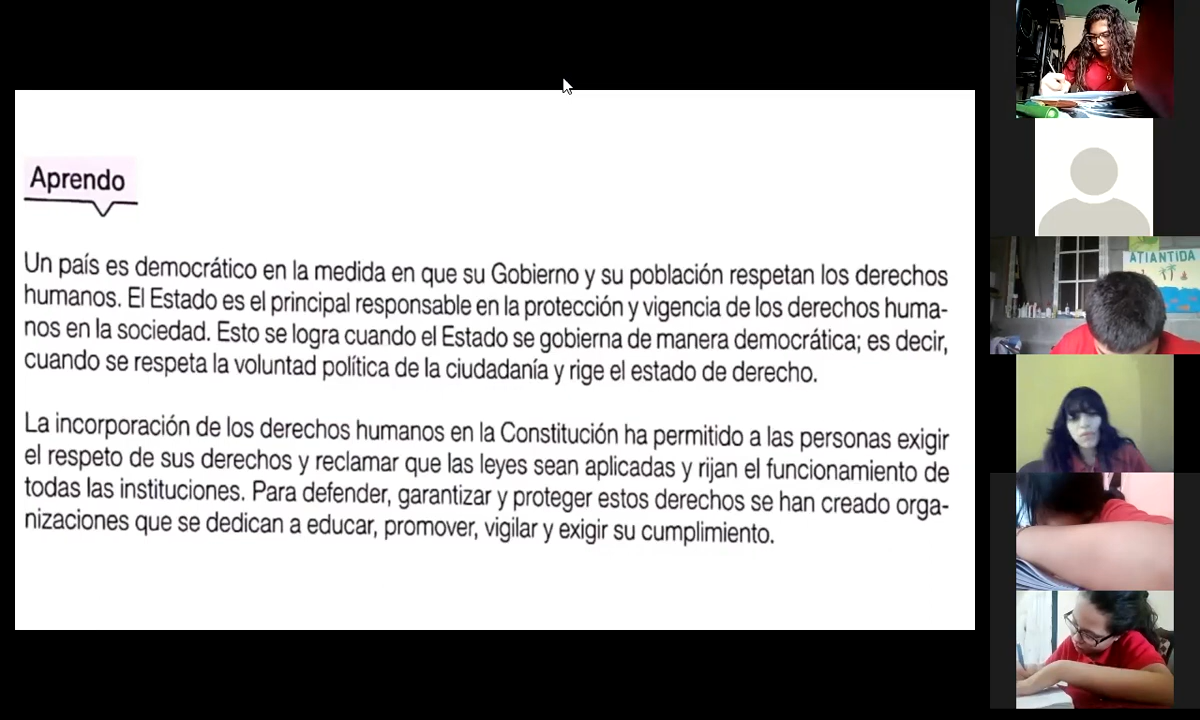 Aprendo
Un país es democrático en la medida en que su Gobierno y su población respetan los derechos
humanos. El Estado es el principal responsable en la protección y vigencia de los derechos huma-
nos en la sociedad. Esto se logra cuando el Estado se gobierna de manera democrática; es decir,
cuando se respeta la voluntad política de la ciudadanía y rige el estado de derecho.
La incorporación de los derechos humanos en la Constitución ha permitido a las personas exigir
el respeto de sus derechos y reclamar que las leyes sean aplicadas y rijan el funcionamiento de
todas las instituciones. Para defender, garantizar y proteger estos derechos se han creado orga-
nizaciones que se dedican a educar, promover, vigilar y exigir su cumplimiento.
ATLANTIDA